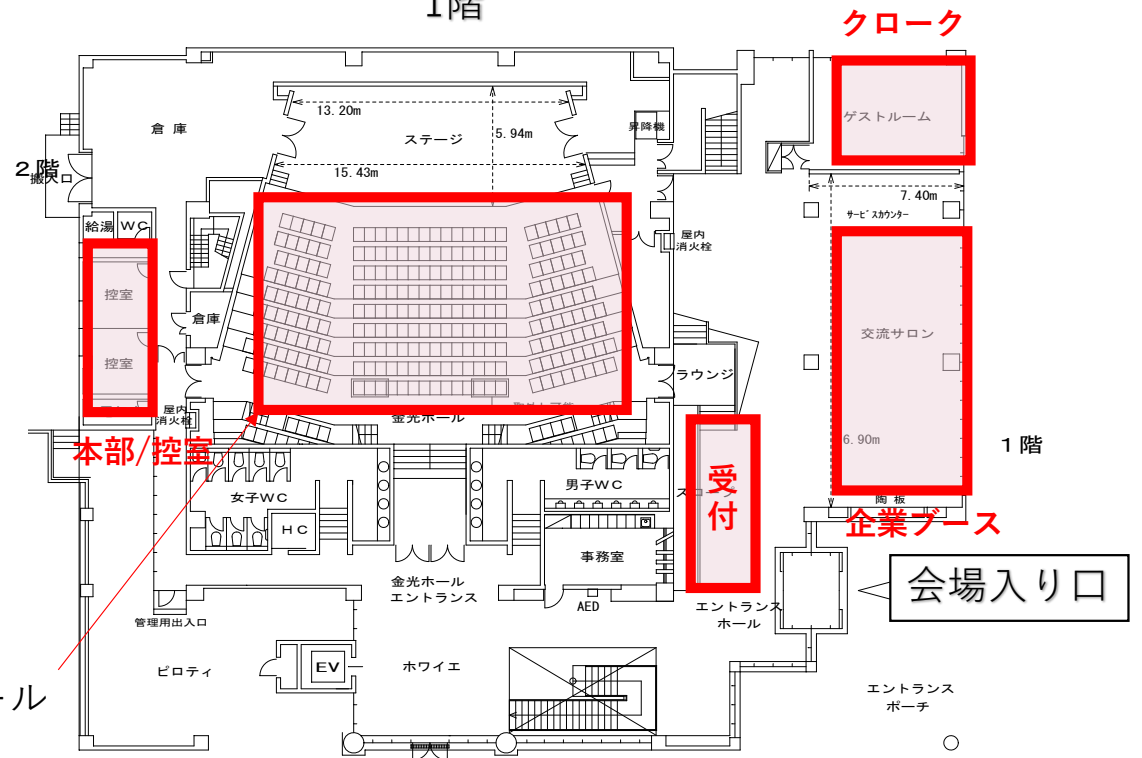 1階
クローク
13.20m
倉 庫
ステージ
5.94m
昇降機
ゲストルーム
2階
搬入口
15.43m
7.40m
サービスカウンター
給湯
WC
屋内
消火栓
控室
倉庫
交流サロン
控室
ラウンジ
屋内
消火栓
金光ホール
6.90m
1階
本部/控室
受付
スロープ
陶 板
女子WC
男子WC
企業ブース
HC
事務室
会場入り口
金光ホール
エントランス
AED
エントランス
ホール
管理用出入口
ピロティ
EV
ホワイエ
エントランス
ポーチ
ール